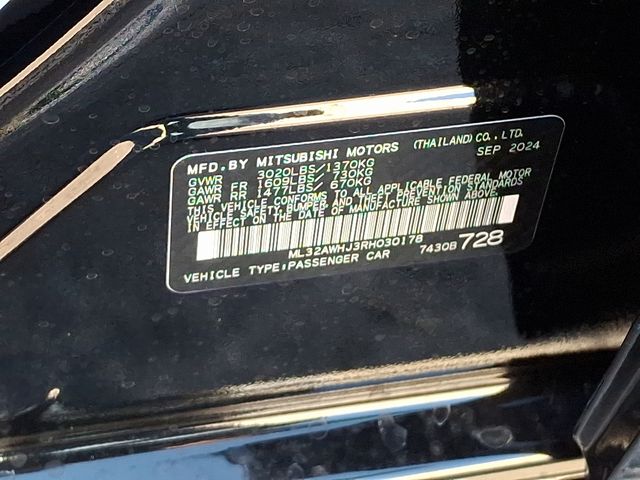 MFD.BY MITSUBISHI MOTORS (THAILAND) CO., LTD.
GVWR 3020LBS/1370KG SEP 2024
GAWR FR 1609LBS/ 730KG
GAWR RR 1477LBS/ 670KG
THIS VEHICLE CONFORMS TO ALL APPLICABLE FEDERAL MOTOR
VEHICLE SAFETY, BUMPER AND THEFT PREVENTION STANDARDS
IN EFFECT ON THE DATE OF MANUFACTURE SHOWN ABOVE.
ML32AWHJ3RH030178
VEHICLE TYPE:PASSENGER CAR 7430B 728